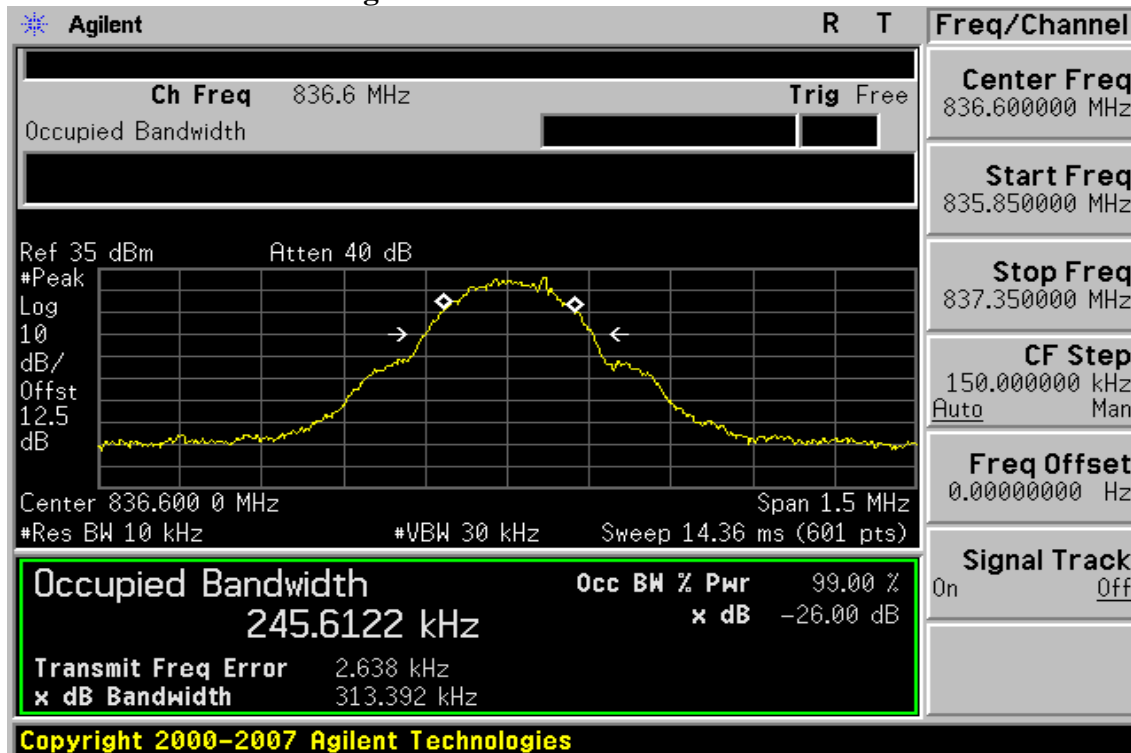 Agilent R T
Freq/Channel
Ch Freq 836.6 MHz Trig Free
Occupied Bandwidth
Center Freq
836.600000 MHz
Start Freq
835.850000 MHz
Stop Freq
837.350000 MHz
CF Step
150.000000 kHz
Auto Man
Freq Offset
0.00000000 Hz
Signal Track
On Off
Ref 35 dBm Atten 40 dB
#Peak
Log
10
dB/
Offst
12.5
dB
Center 836.600 0 MHz Span 1.5 MHz
#Res BW 10 kHz #VBW 30 kHz Sweep 14.36 ms (601 pts)
Occupied Bandwidth
245.6122 kHz
Occ BW % Pwr 99.00 %
x dB -26.00 dB
Transmit Freq Error 2.638 kHz
x dB Bandwidth 313.392 kHz
Copyright 2000-2007 Agilent Technologies